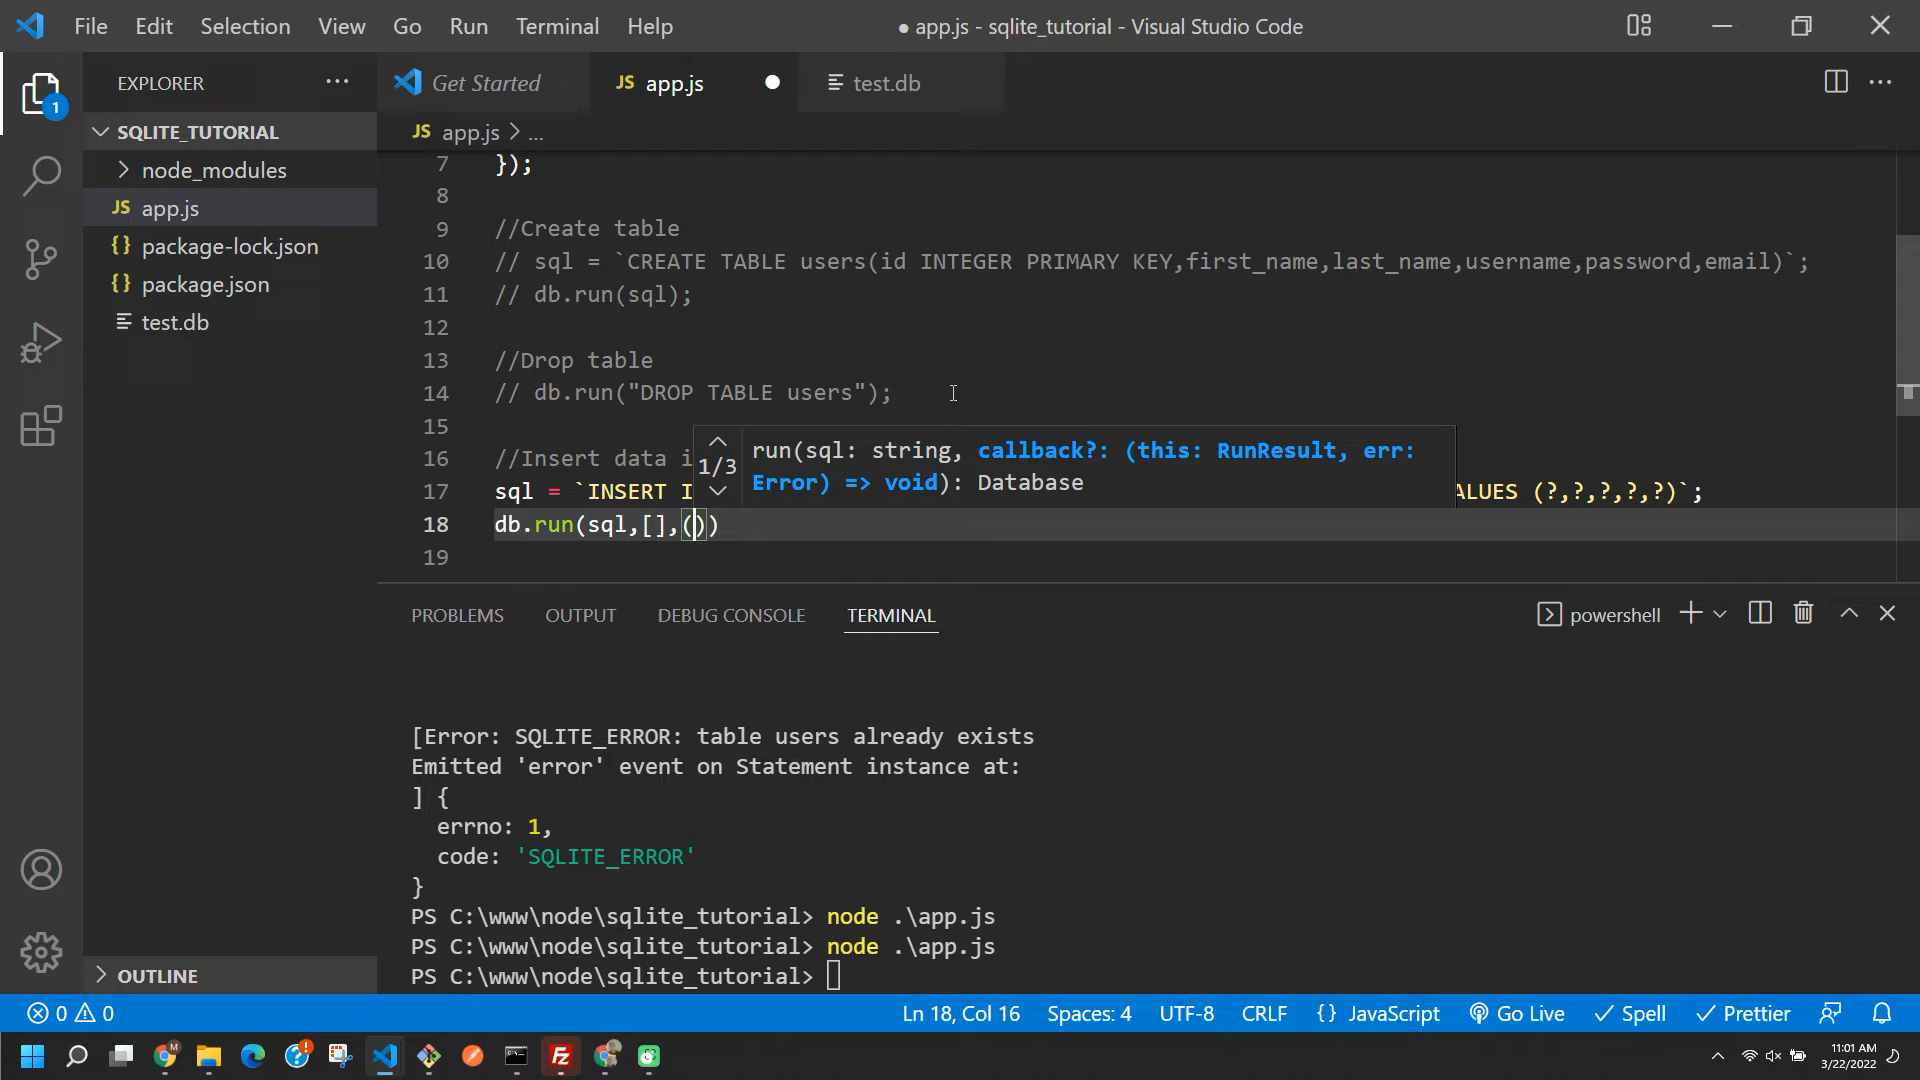 File Edit Selection View Go Run Terminal Help
● app.js - sqlite_tutorial - Visual Studio Code
EXPLORER
Get Started
JS app.js
test.db
SQLITE_TUTORIAL
JS app.js > ...
node_modules
JS app.js
{} package-lock.json
{} package.json
test.db
1
7 });
8
9 //Create table
10 // sql = `CREATE TABLE users(id INTEGER PRIMARY KEY,first_name,last_name,username,password,email)`;
11 // db.run(sql);
12
13 //Drop table
14 // db.run("DROP TABLE users");
15
16 //Insert data i
17 sql = `INSERT I
ALUES (?,?,?,?,?)`;
1/3
run(sql: string, callback?: (this: RunResult, err:
Error) => void): Database
18 db.run(sql,[],())
19
PROBLEMS OUTPUT DEBUG CONSOLE TERMINAL
powershell
[Error: SQLITE_ERROR: table users already exists
Emitted 'error' event on Statement instance at:
] {
errno: 1,
code: 'SQLITE_ERROR'
}
PS C:\www\node\sqlite_tutorial> node .\app.js
PS C:\www\node\sqlite_tutorial> node .\app.js
PS C:\www\node\sqlite_tutorial>
OUTLINE
0 0
Ln 18, Col 16 Spaces: 4 UTF-8 CRLF {} JavaScript Go Live Spell Prettier
M
Fz
11:01 AM
3/22/2022